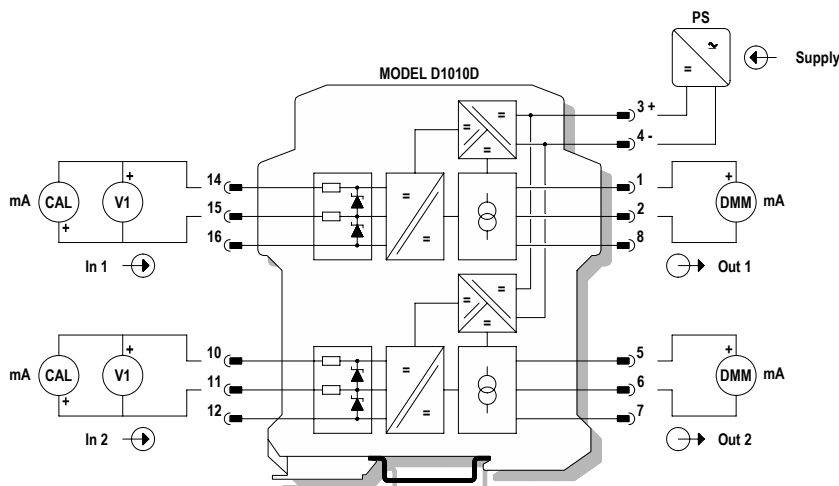 PS
Supply
MODEL D1010D
3 +
4 -
mA CAL V1 14 1 DMM mA
15 2
16 8
In 1 Out 1
mA CAL V1 10 5 DMM mA
11 6
12 7
In 2 Out 2